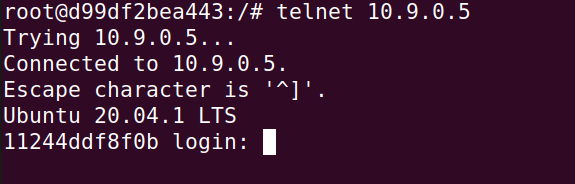 root@d99df2bea443:/# telnet 10.9.0.5
Trying 10.9.0.5...
Connected to 10.9.0.5.
Escape character is '^]'.
Ubuntu 20.04.1 LTS
11244ddf8f0b login: